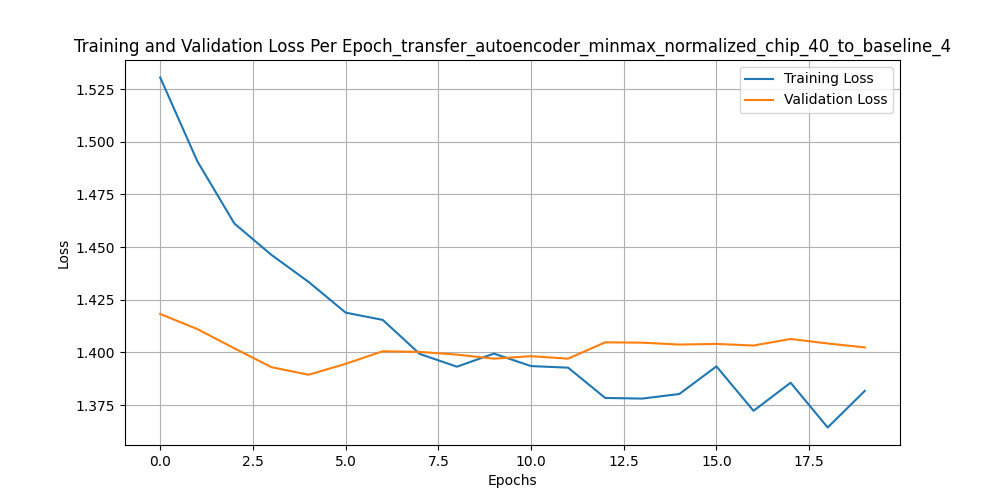 Training and Validation Loss Per Epoch_transfer_autoencoder_minmax_normalized_chip_40_to_baseline_4
Training Loss
Validation Loss
1.525
1.500
1.475
1.450
1.425
1.400
1.375
Loss
0.0 2.5 5.0 7.5 10.0 12.5 15.0 17.5
Epochs